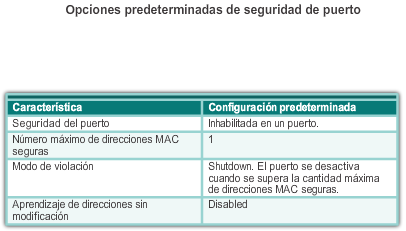 Opciones predeterminadas de seguridad de puerto
Característica Configuración predeterminada
Seguridad del puerto Inhabilitada en un puerto.
Número máximo de direcciones MAC 1
seguras
Modo de violación Shutdown. El puerto se desactiva
cuando se supera la cantidad máxima
de direcciones MAC seguras.
Aprendizaje de direcciones sin Disabled
modificación